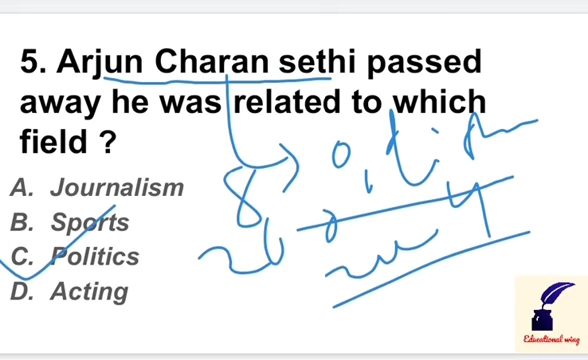 5. Arjun Charan sethi passed
away he was related to which
field ?
A. Journalism
B. Sports
C. Politics
D. Acting
Educational wing